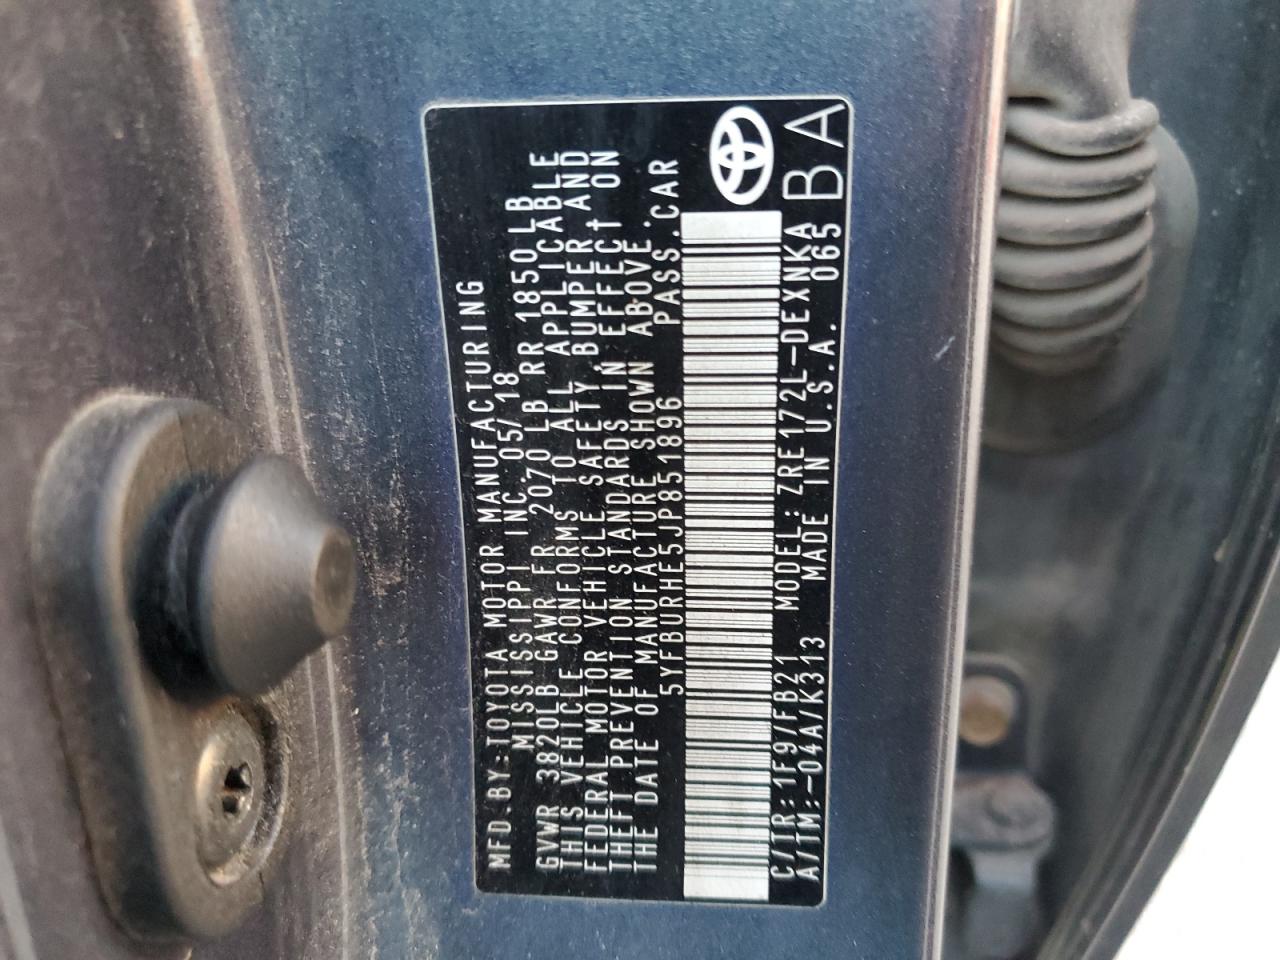 MFD.BY:TOYOTA MOTOR MANUFACTURING
MISSISSIPPI INC. 05/18
GVWR 3820LB GAWR FR 2070LB RR 1850LB
THIS VEHICLE CONFORMS TO ALL APPLICABLE
FEDERAL MOTOR VEHICLE SAFETY, BUMPER AND
THEFT PREVENTION STANDARDS IN EFFECT ON
THE DATE OF MANUFACTURE SHOWN ABOVE.
5YFBURHE5JP851896 PASS.CAR
C/TR:1F9/FB21 MODEL:ZRE172L-DEXNKA
A/TM:-04A/K313 MADE IN U.S.A. 065
BA